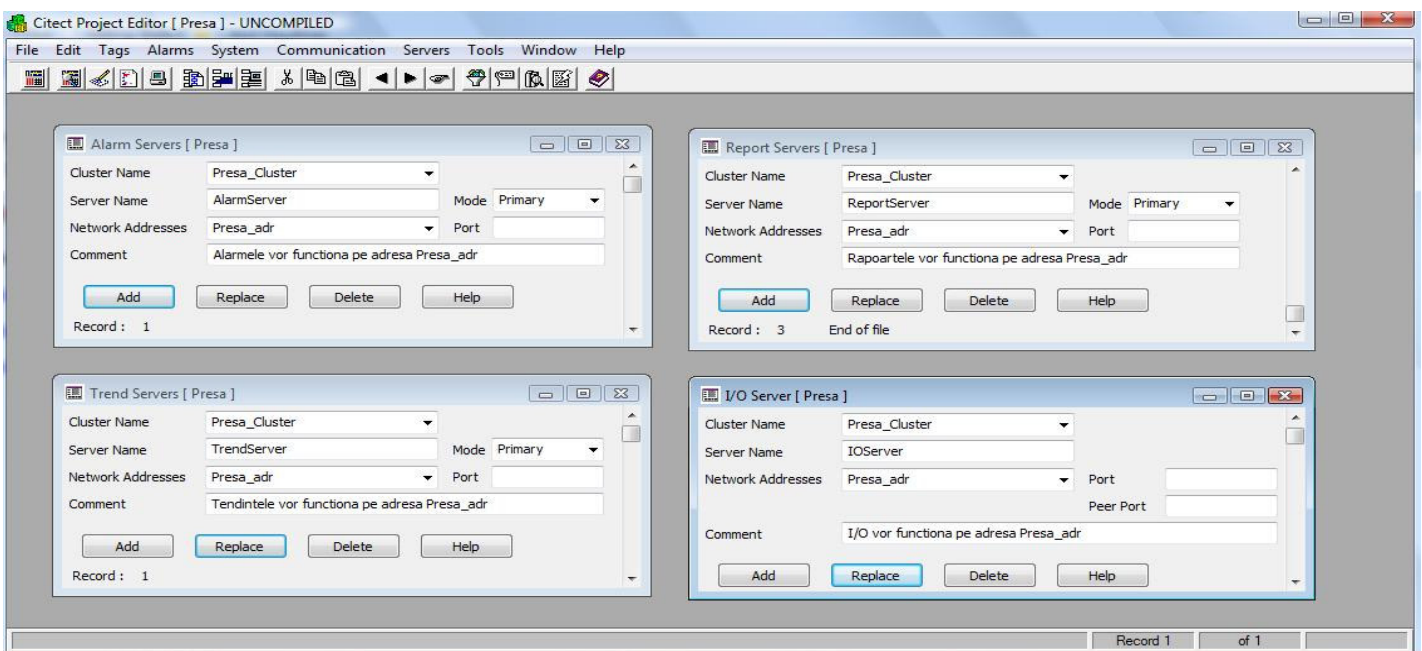 Citect Project Editor [ Presa ] - UNCOMPILED
File Edit Tags Alarms System Communication Servers Tools Window Help
Alarm Servers [ Presa ]
Cluster Name Presa_Cluster
Server Name AlarmServer Mode Primary
Network Addresses Presa_adr Port
Comment Alarmele vor functiona pe adresa Presa_adr
Add Replace Delete Help
Record : 1
Report Servers [ Presa ]
Cluster Name Presa_Cluster
Server Name ReportServer Mode Primary
Network Addresses Presa_adr Port
Comment Rapoartele vor functiona pe adresa Presa_adr
Add Replace Delete Help
Record : 3 End of file
Trend Servers [ Presa ]
Cluster Name Presa_Cluster
Server Name TrendServer Mode Primary
Network Addresses Presa_adr Port
Comment Tendintele vor functiona pe adresa Presa_adr
Add Replace Delete Help
Record : 1
I/O Server [ Presa ]
Cluster Name Presa_Cluster
Server Name IOServer
Network Addresses Presa_adr Port
Peer Port
Comment I/O vor functiona pe adresa Presa_adr
Add Replace Delete Help
Record 1 of 1